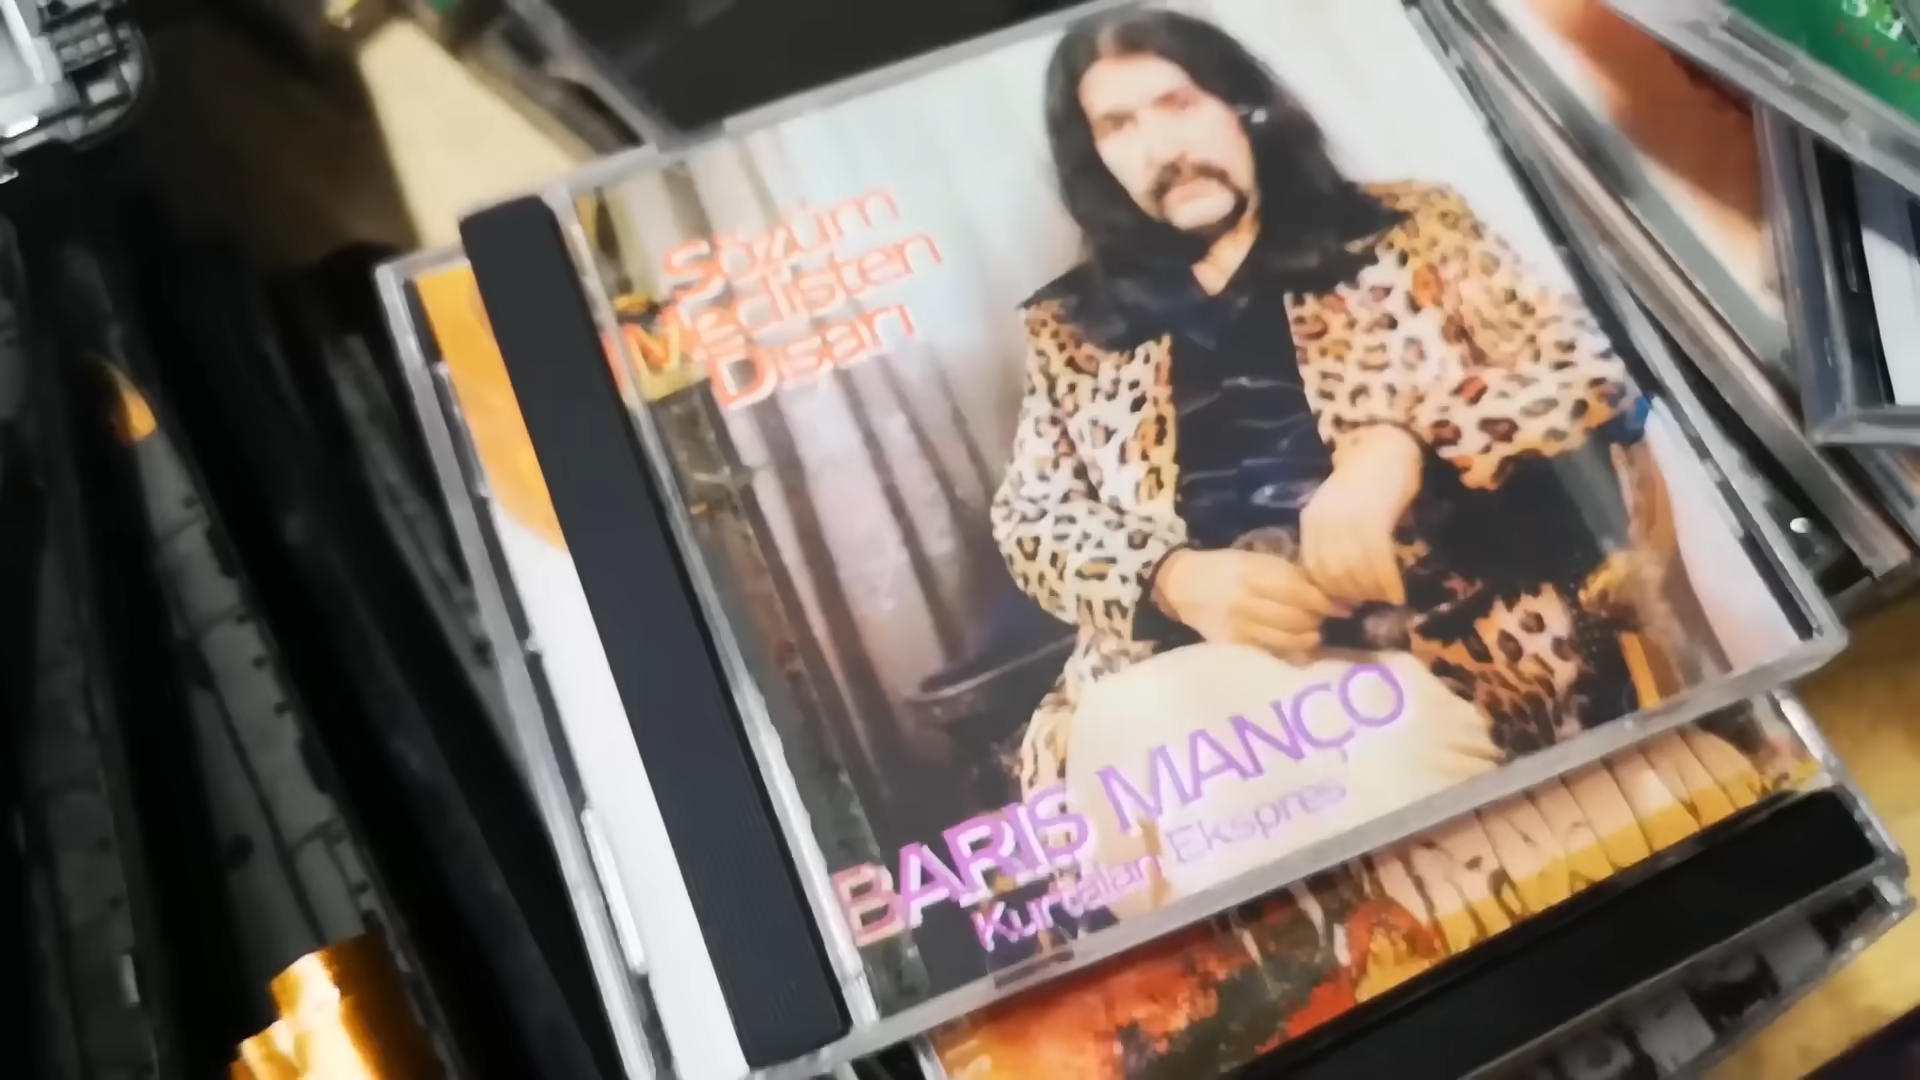 Sözüm
Meclisten
Dışarı
BARIŞ MANÇO
Kurtalan Ekspres